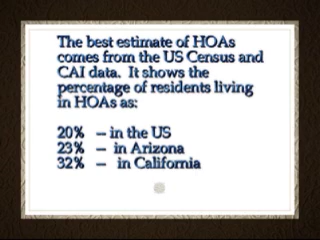 The best estimate of HOAs
comes from the US Census and
CAI data. It shows the
percentage of residents living
in HOAs as:
20% – in the US
23% – in Arizona
32% – in California